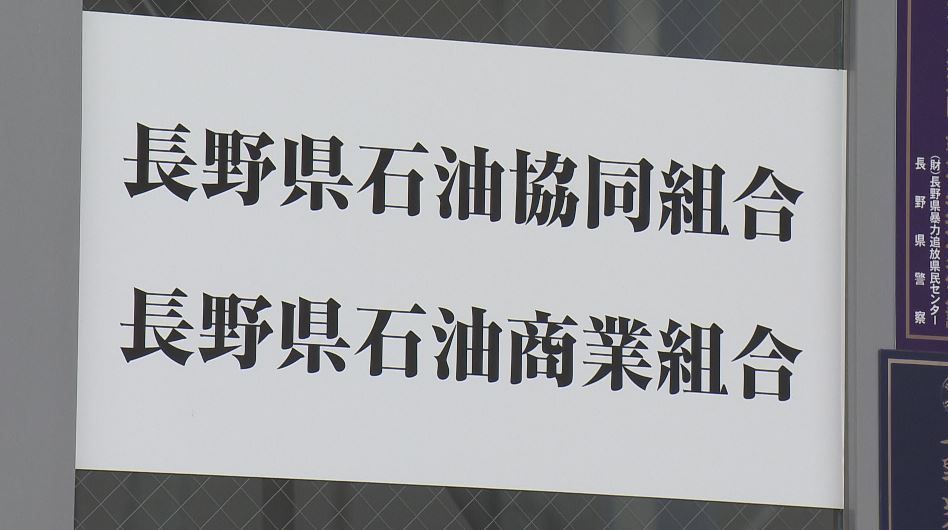 長野県石油協同組合
長野県石油商業組合
(財)長野県暴力追放県民センター
長野県警察